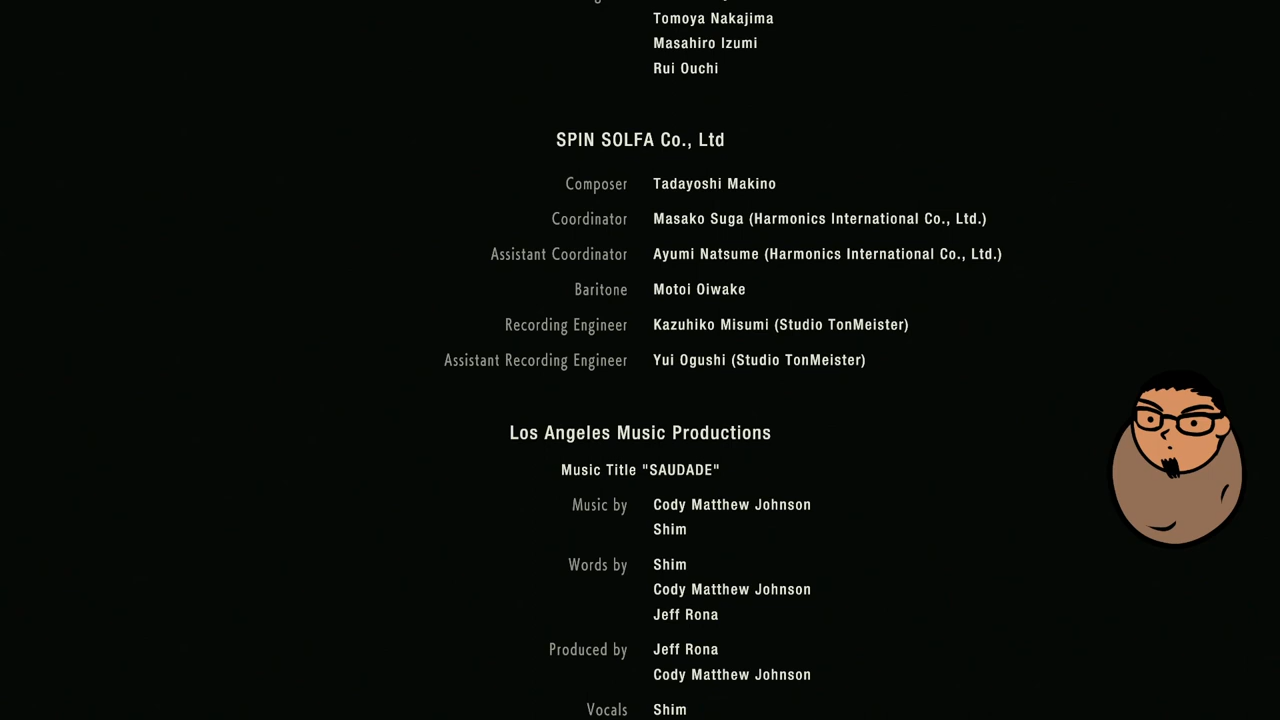 Tomoya Nakajima
Masahiro Izumi
Rui Ouchi
SPIN SOLFA Co., Ltd
Composer Tadayoshi Makino
Coordinator Masako Suga (Harmonics International Co., Ltd.)
Assistant Coordinator Ayumi Natsume (Harmonics International Co., Ltd.)
Baritone Motoi Oiwake
Recording Engineer Kazuhiko Misumi (Studio TonMeister)
Assistant Recording Engineer Yui Ogushi (Studio TonMeister)
Los Angeles Music Productions
Music Title "SAUDADE"
Music by Cody Matthew Johnson
Shim
Words by Shim
Cody Matthew Johnson
Jeff Rona
Produced by Jeff Rona
Cody Matthew Johnson
Vocals Shim